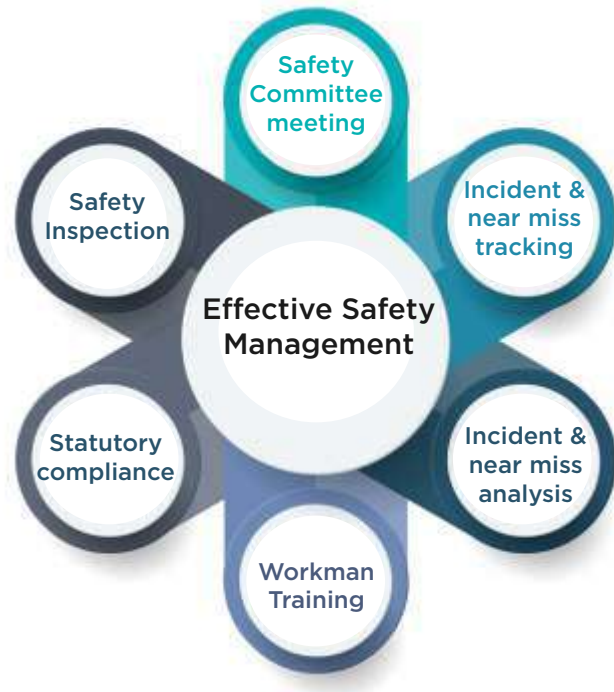 Safety
Committee
meeting
Incident &
near miss
tracking
Incident &
near miss
analysis
Workman
Training
Statutory
compliance
Safety
Inspection
Effective Safety
Management